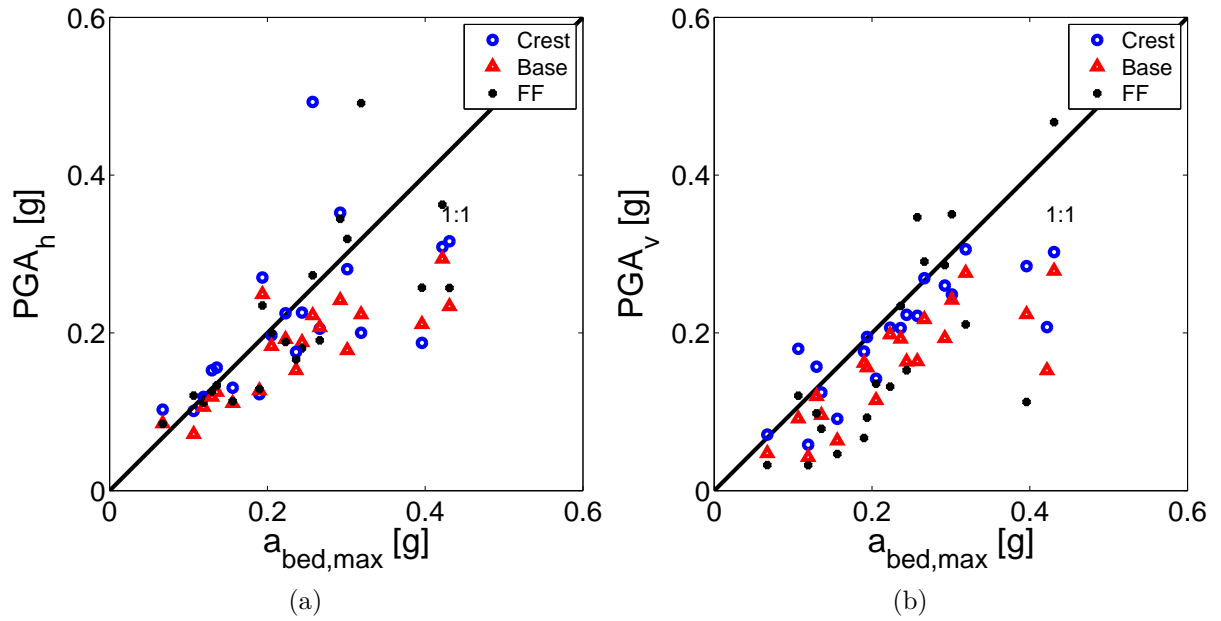 0.6
Crest
Base
FF
0.4
1:1
PGA_h [g]
0.2
0
0 0.2 0.4 0.6
a_bed,max [g]
(a)
0.6
Crest
Base
FF
0.4
1:1
PGA_v [g]
0.2
0
0 0.2 0.4 0.6
a_bed,max [g]
(b)